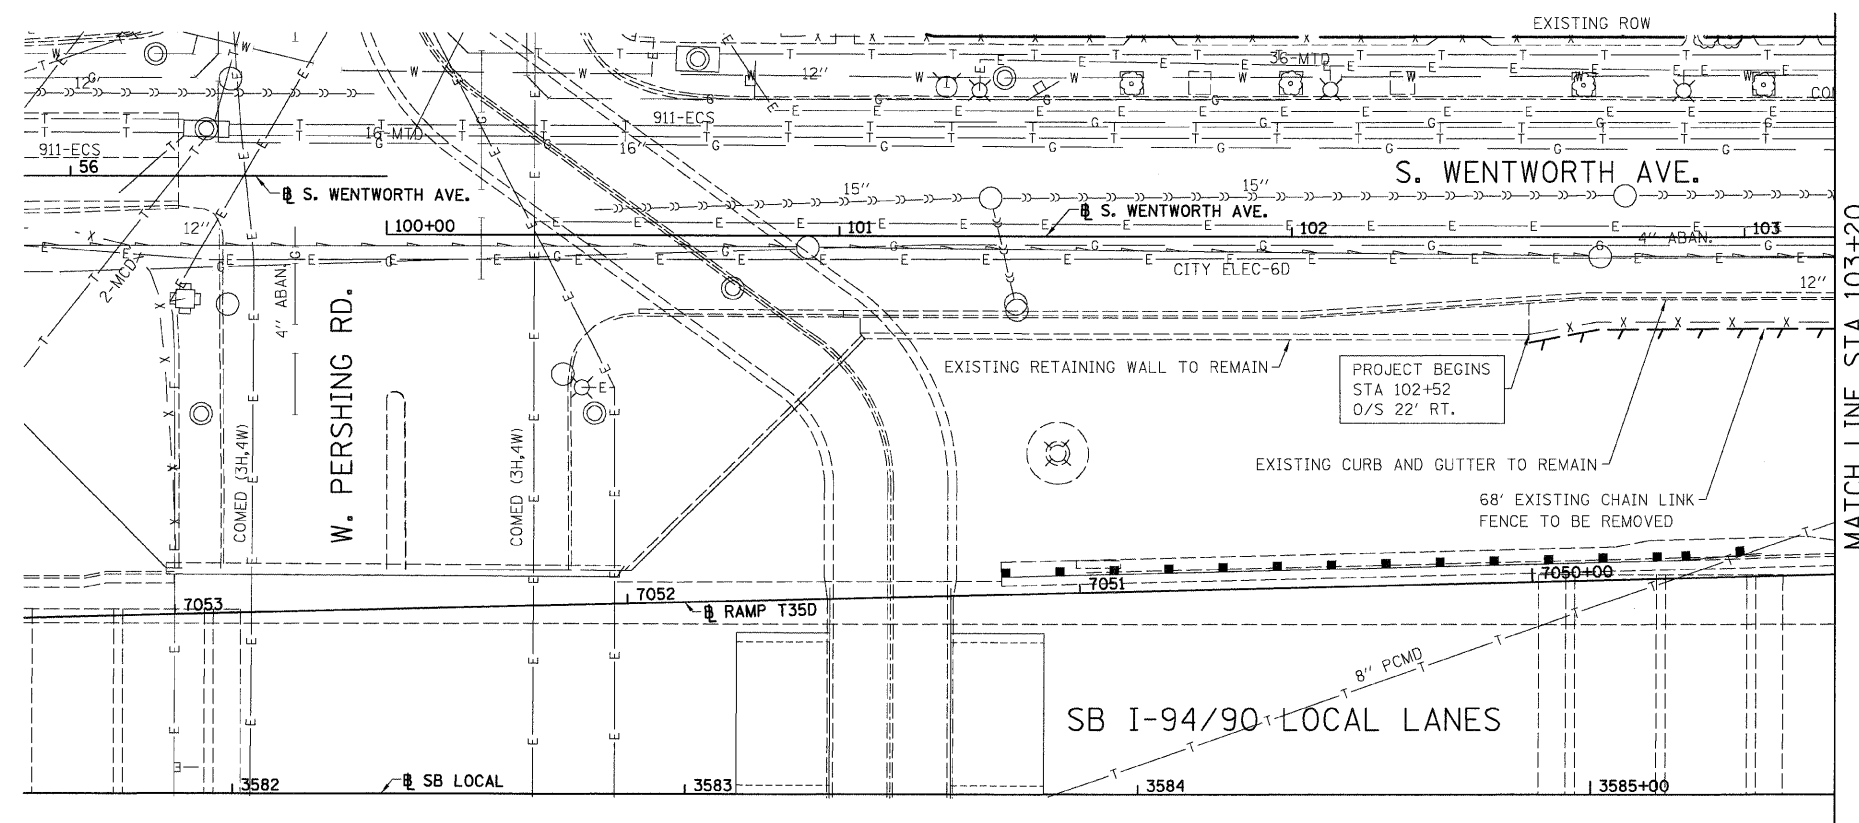 EXISTING ROW
36-MTD
12"
12"
CO
911-ECS
16-MTD
16"
911-ECS
56
S. WENTWORTH AVE.
℄ S. WENTWORTH AVE.
15"
15"
℄ S. WENTWORTH AVE.
12"
100+00
101
102
103
4" ABAN.
CITY ELEC-6D
12"
2-MCD
4" ABAN.
W. PERSHING RD.
EXISTING RETAINING WALL TO REMAIN
PROJECT BEGINS
STA 102+52
O/S 22' RT.
COMED (3H,4W)
COMED (3H,4W)
EXISTING CURB AND GUTTER TO REMAIN
68' EXISTING CHAIN LINK
FENCE TO BE REMOVED
MATCH LINE STA 103+20
7053
7052
7051
7050+00
℄ RAMP T35D
8" PCMD
SB I-94/90 LOCAL LANES
3582
℄ SB LOCAL
3583
3584
3585+00